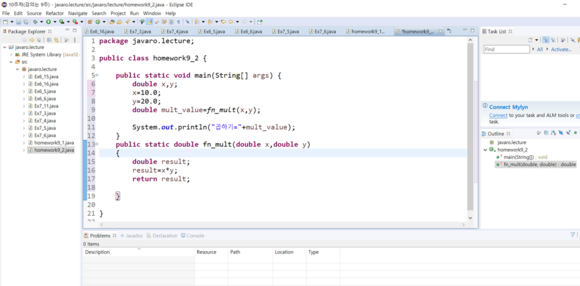 10주차(강의는 9주) - javaro.lecture/src/javaro/lecture/homework9_2.java - Eclipse IDE
File Edit Source Refactor Navigate Search Project Run Window Help
Package Explorer
javaro.lecture
JRE System Library
src
javaro.lecture
Ex6_15.java
Ex6_16.java
Ex6_5.java
Ex6_6.java
Ex7_11.java
Ex7_3.java
Ex7_4.java
Ex7_5.java
Ex7_6.java
homework9_1.java
homework9_2.java
Ex6_16.java
Ex7_3.java
Ex7_4.java
Ex6_5.java
Ex6_6.java
Ex7_5.java
Ex7_6.java
homework9_1...
*homework9_2...
1 package javaro.lecture;
2
3 public class homework9_2 {
4
5 public static void main(String[] args) {
6 double x,y;
7 x=10.0;
8 y=20.0;
9 double mult_value=fn_mult(x,y);
10
11 System.out.println("곱하기="+mult_value);
12 }
13 public static double fn_mult(double x,double y)
14 {
15 double result;
16 result=x*y;
17 return result;
18
19 }
20
21 }
22
Task List
Find
All
Activate...
Connect Mylyn
Connect to your task and ALM tools or
task.
Outline
javaro.lecture
homework9_2
main(String[]) : void
fn_mult(double, double) : double
Problems
Javadoc
Declaration
Console
0 items
Description
Resource
Path
Location
Type